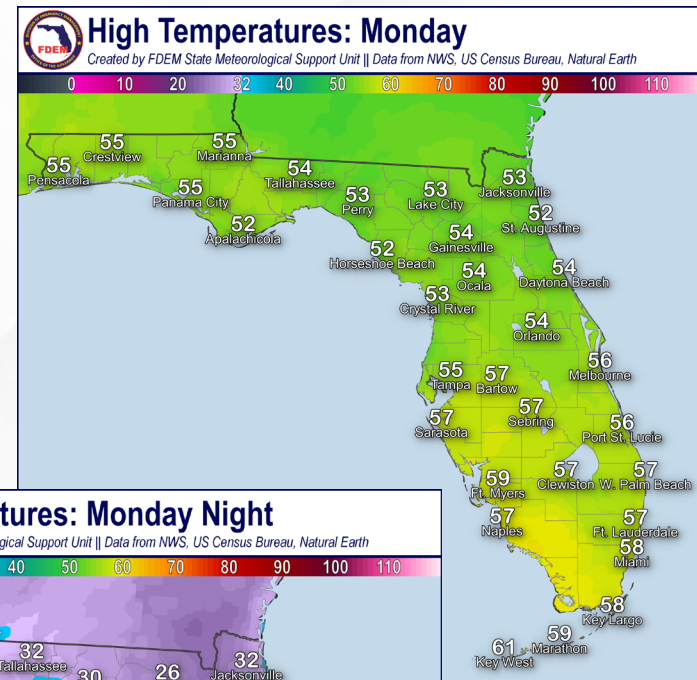 FDEM
High Temperatures: Monday
Created by FDEM State Meteorological Support Unit || Data from NWS, US Census Bureau, Natural Earth
0 10 20 32 40 50 60 70 80 90 100 110
55
Crestview
55
Marianna
55
Pensacola
54
Tallahassee
55
Panama City
53
Perry
53
Lake City
53
Jacksonville
52
Apalachicola
52
St. Augustine
54
Gainesville
52
Horseshoe Beach
54
Ocala
54
Daytona Beach
53
Crystal River
54
Orlando
56
Melbourne
55
Tampa
57
Bartow
57
Sarasota
57
Sebring
56
Port St. Lucie
59
Ft. Myers
57
Clewiston
57
W. Palm Beach
57
Naples
57
Ft. Lauderdale
58
Miami
58
Key Largo
59
Marathon
61
Key West
tures: Monday Night
gical Support Unit || Data from NWS, US Census Bureau, Natural Earth
40 50 60 70 80 90 100 110
32
Tallahassee
30
26
32
Jacksonville